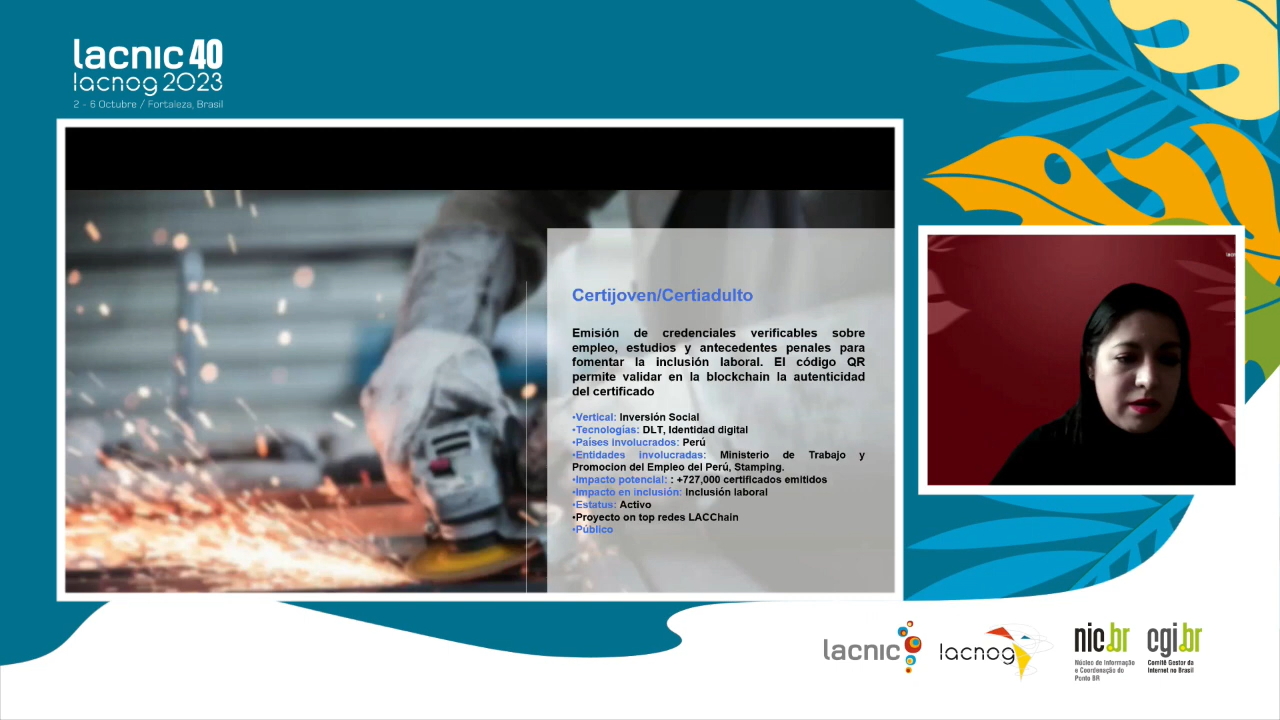 lacnic 40
lacnog 2023
2 - 6 Octubre / Fortaleza, Brasil
Certijoven/Certiadulto
Emisión de credenciales verificables sobre
empleo, estudios y antecedentes penales para
fomentar la inclusión laboral. El código QR
permite validar en la blockchain la autenticidad
del certificado
•Vertical: Inversión Social
•Tecnologías: DLT, Identidad digital
•Países involucrados: Perú
•Entidades involucradas: Ministerio de Trabajo y
Promocion del Empleo del Perú, Stamping.
•Impacto potencial: : +727,000 certificados emitidos
•Impacto en inclusión: Inclusión laboral
•Estatus: Activo
•Proyecto on top redes LACChain
•Público
lacnic
lacnog
nic.br
Núcleo de Informação
e Coordenação do
Ponto BR
cgi.br
Comitê Gestor da
Internet no Brasil